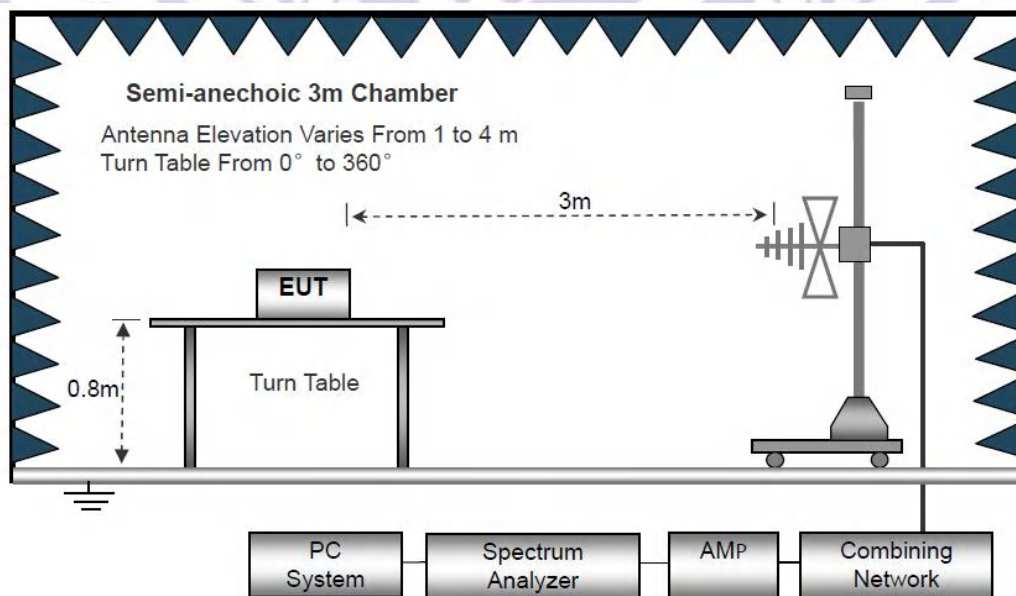 Semi-anechoic 3m Chamber
Antenna Elevation Varies From 1 to 4 m
Turn Table From 0° to 360°
3m
EUT
0.8m
Turn Table
PC
System
Spectrum
Analyzer
AMP
Combining
Network